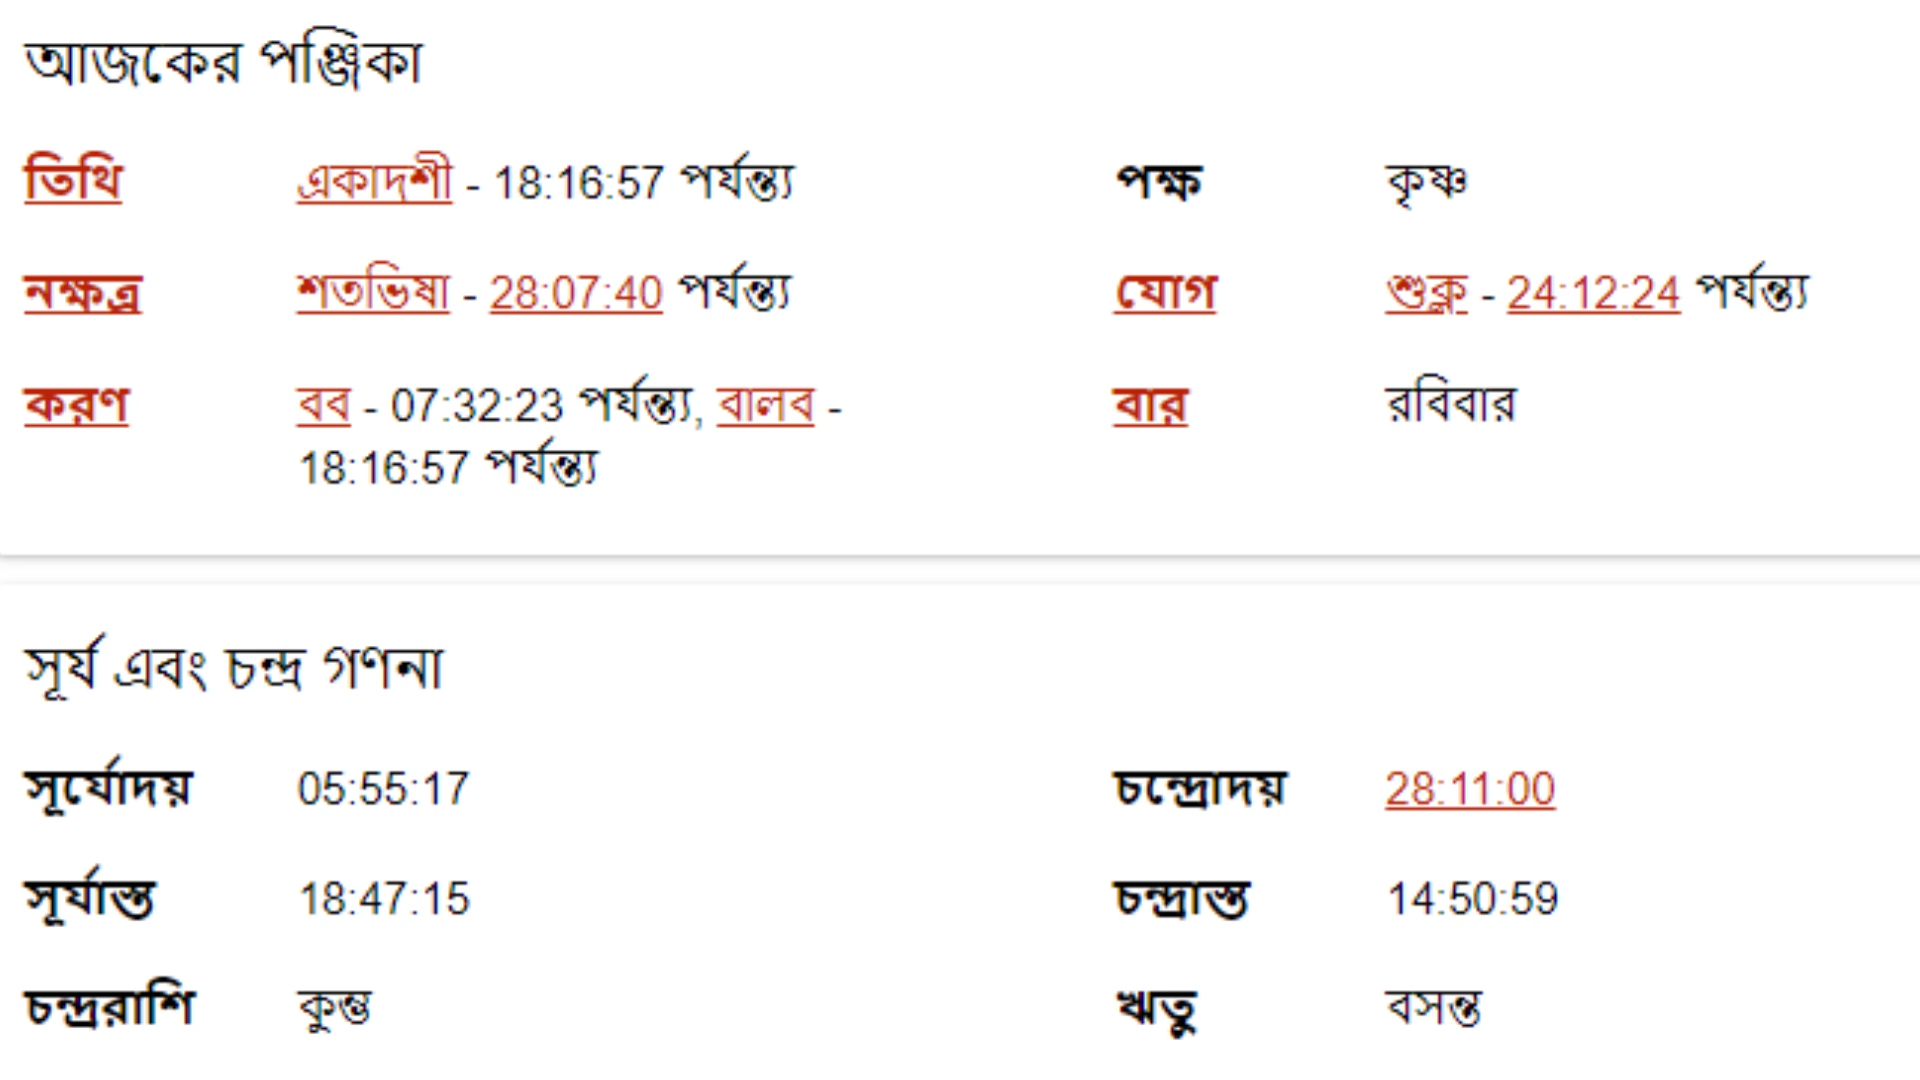 আজকের পঞ্জিকা
তিথি একাদশী - 18:16:57 পর্যন্ত্য পক্ষ কৃষ্ণ
নক্ষত্র শতভিষা - 28:07:40 পর্যন্ত্য যোগ শুক্ল - 24:12:24 পর্যন্ত্য
করণ বব - 07:32:23 পর্যন্ত্য, বালব - বার রবিবার
18:16:57 পর্যন্ত্য
সূর্য এবং চন্দ্র গণনা
সূর্যোদয় 05:55:17 চন্দ্রোদয় 28:11:00
সূর্যাস্ত 18:47:15 চন্দ্রাস্ত 14:50:59
চন্দ্ররাশি কুম্ভ ঋতু বসন্ত